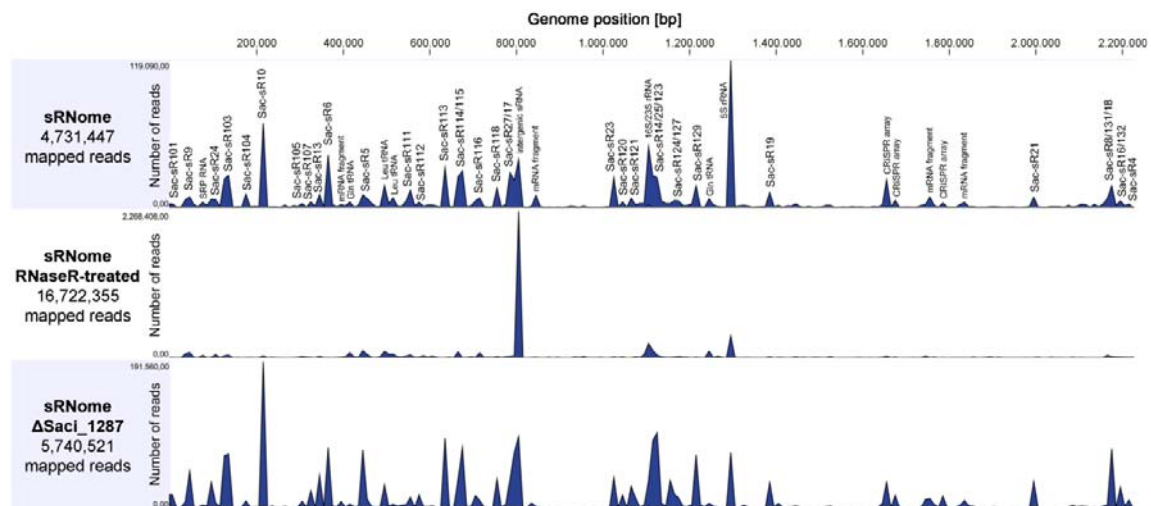 Genome position [bp]
200,000 400,000 600,000 800,000 1.000,000 1.200,000 1.400,000 1.600,000 1.800,000 2.000,000 2.200,000
sRNome
4,731,447
mapped reads
Number of reads
119.090,00
0,00
Sac-sR101
Sac-sR9
SRP RNA
Sac-sR24
Sac-sR103
Sac-sR104
Sac-sR10
Sac-sR105
Sac-sR107
Sac-sR13
Sac-sR6
mRNA fragment
Gln tRNA
Sac-sR5
Leu tRNA
Leu tRNA
Sac-sR111
Sac-sR112
Sac-sR113
Sac-sR114/115
Sac-sR116
Sac-sR18
Sac-sR27/17
intergenic sRNA
mRNA fragment
Sac-sR23
Sac-sR120
Sac-sR121
16S/23S rRNA
Sac-sR14/25/123
Sac-sR124/127
Sac-sR129
Gln tRNA
5S rRNA
Sac-sR19
CRISPR array
CRISPR array
mRNA fragment
CRISPR array
mRNA fragment
Sac-sR21
Sac-sR8/131/18
Sac-sR16/132
Sac-sR4
sRNome
RNaseR-treated
16,722,355
mapped reads
Number of reads
2.268.408,00
0,00
sRNome
ΔSaci_1287
5,740,521
mapped reads
Number of reads
191.560,00
0,00